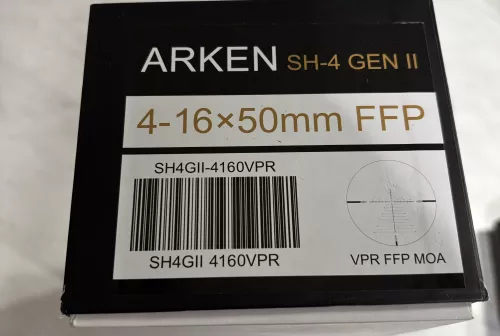 ARKEN SH-4 GEN II
4-16×50mm FFP
SH4GII-4160VPR
SH4GII 4160VPR
VPR FFP MOA